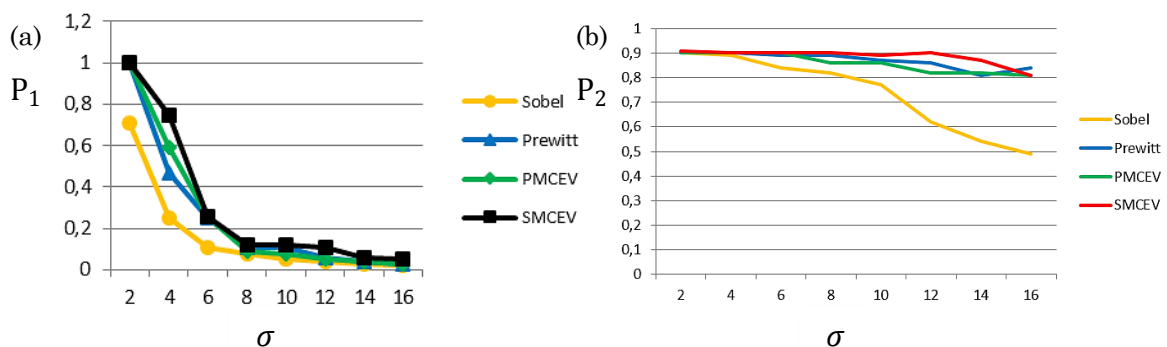 (a)
P1
1,2
1
0,8
0,6
0,4
0,2
0
2 4 6 8 10 12 14 16
σ
Sobel
Prewitt
PMCEV
SMCEV
(b)
P2
1
0,9
0,8
0,7
0,6
0,5
0,4
0,3
0,2
0,1
0
2 4 6 8 10 12 14 16
σ
Sobel
Prewitt
PMCEV
SMCEV